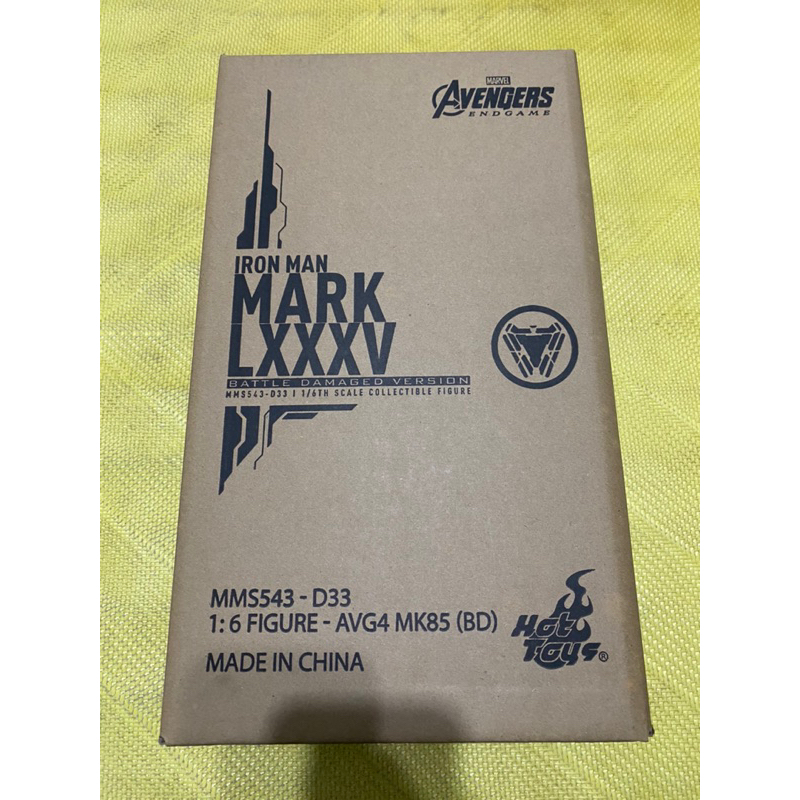 MARVEL
AVENGERS
ENDGAME
IRON MAN
MARK
LXXXV
BATTLE DAMAGED VERSION
MMS543-D33 | 1/6TH SCALE COLLECTIBLE FIGURE
MMS543 - D33
1: 6 FIGURE - AVG4 MK85 (BD)
MADE IN CHINA
Hot
Toys®